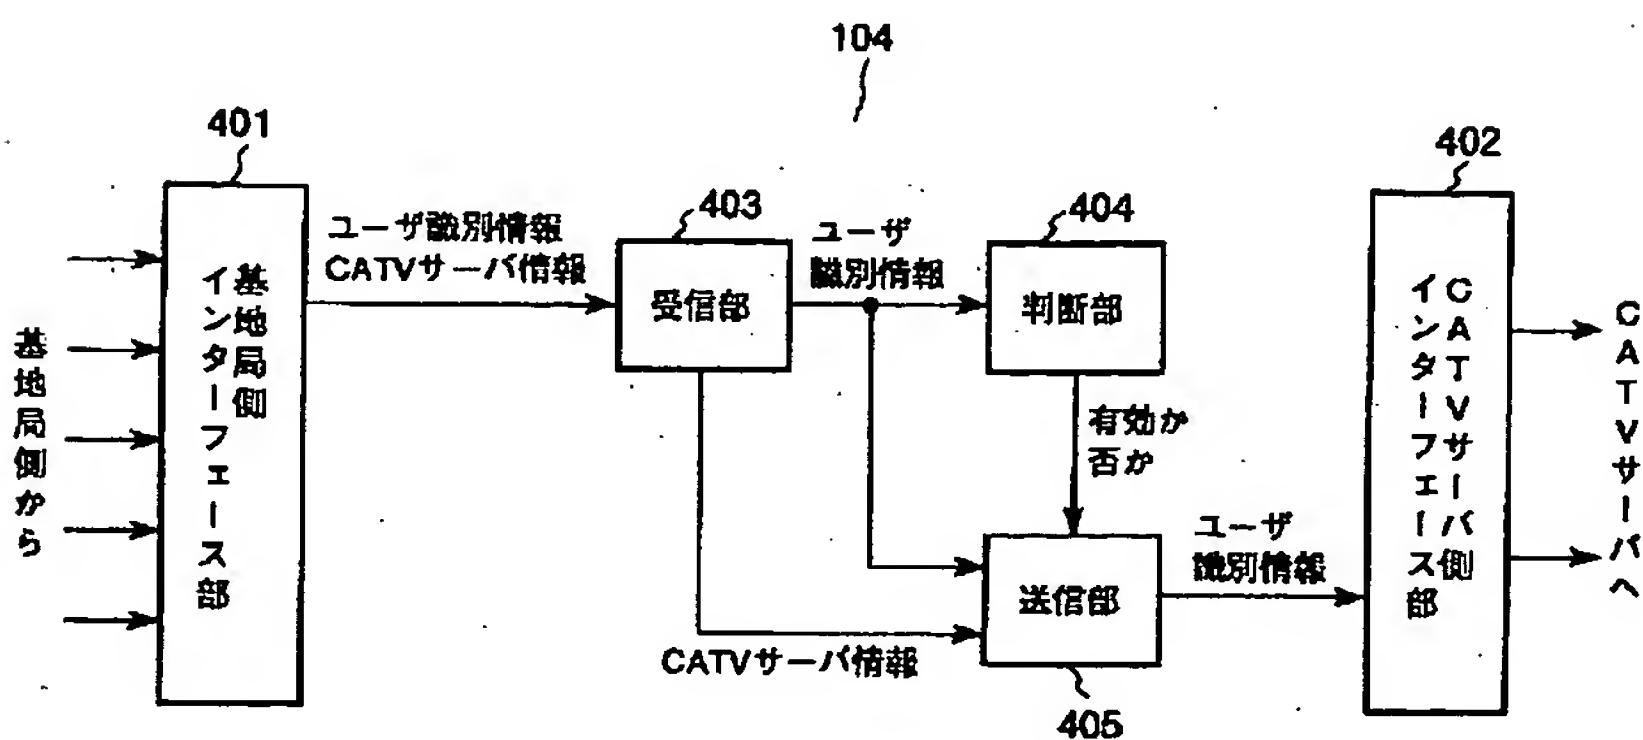 104
401
402
403
404
ユーザ識別情報
CATVサーバ情報
ユーザ
識別情報
基地局側から
基地局側
インターフェース部
受信部
判断部
CATVサーバ側
インターフェース部
CATVサーバへ
有効か
否か
ユーザ
識別情報
送信部
CATVサーバ情報
405